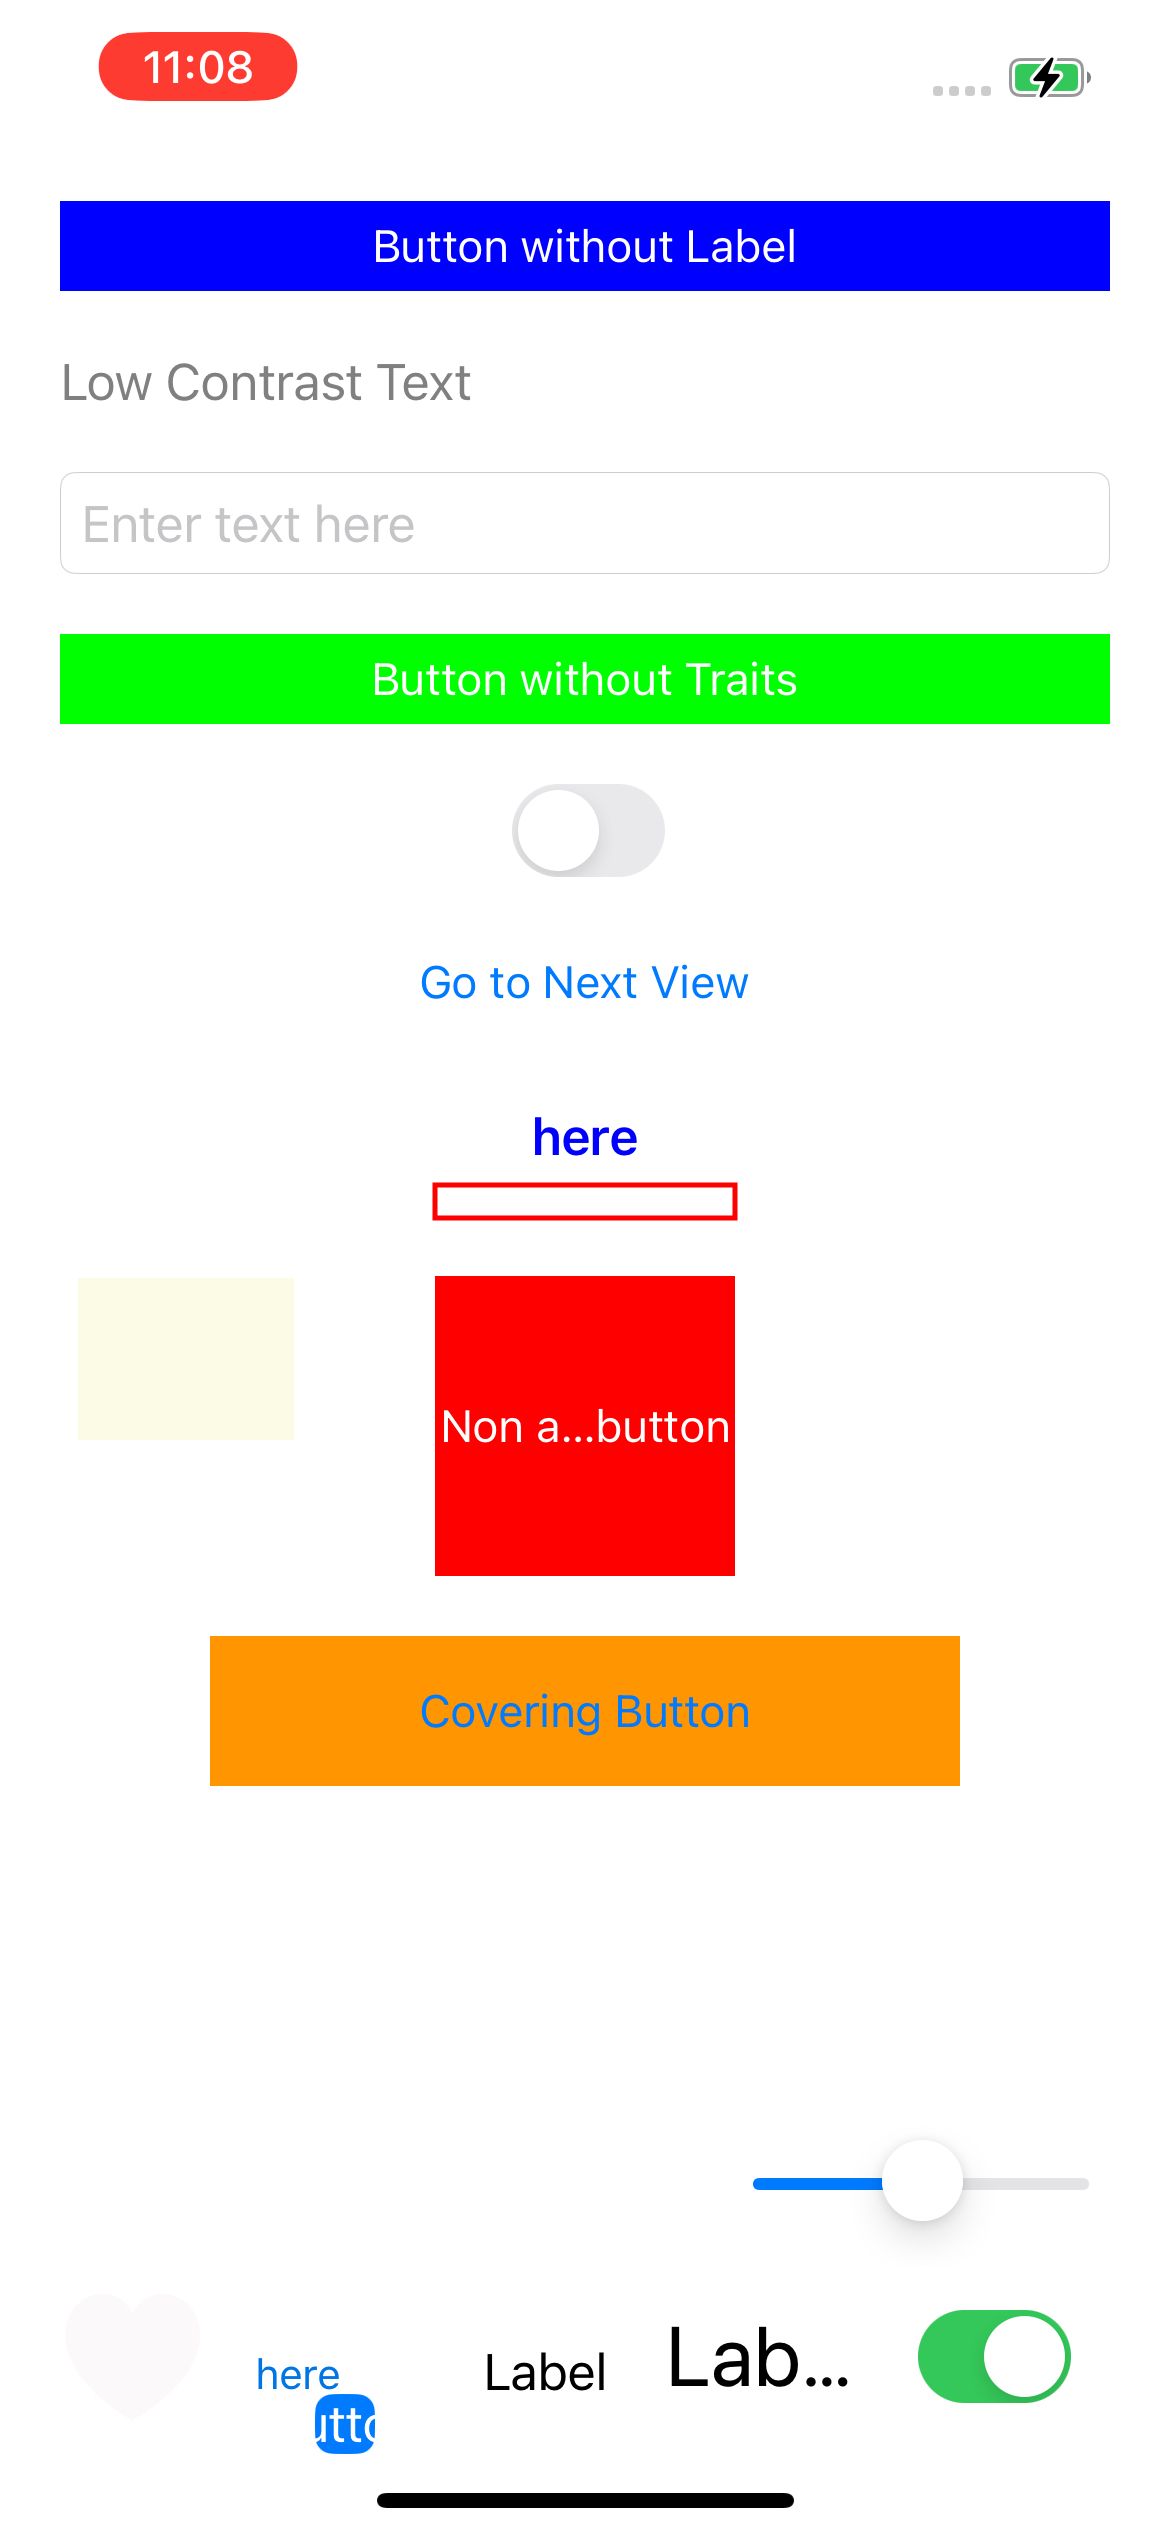 11:08
Button without Label
Low Contrast Text
Enter text here
Button without Traits
Go to Next View
here
Non a...button
Covering Button
here
Label
Lab...
utto